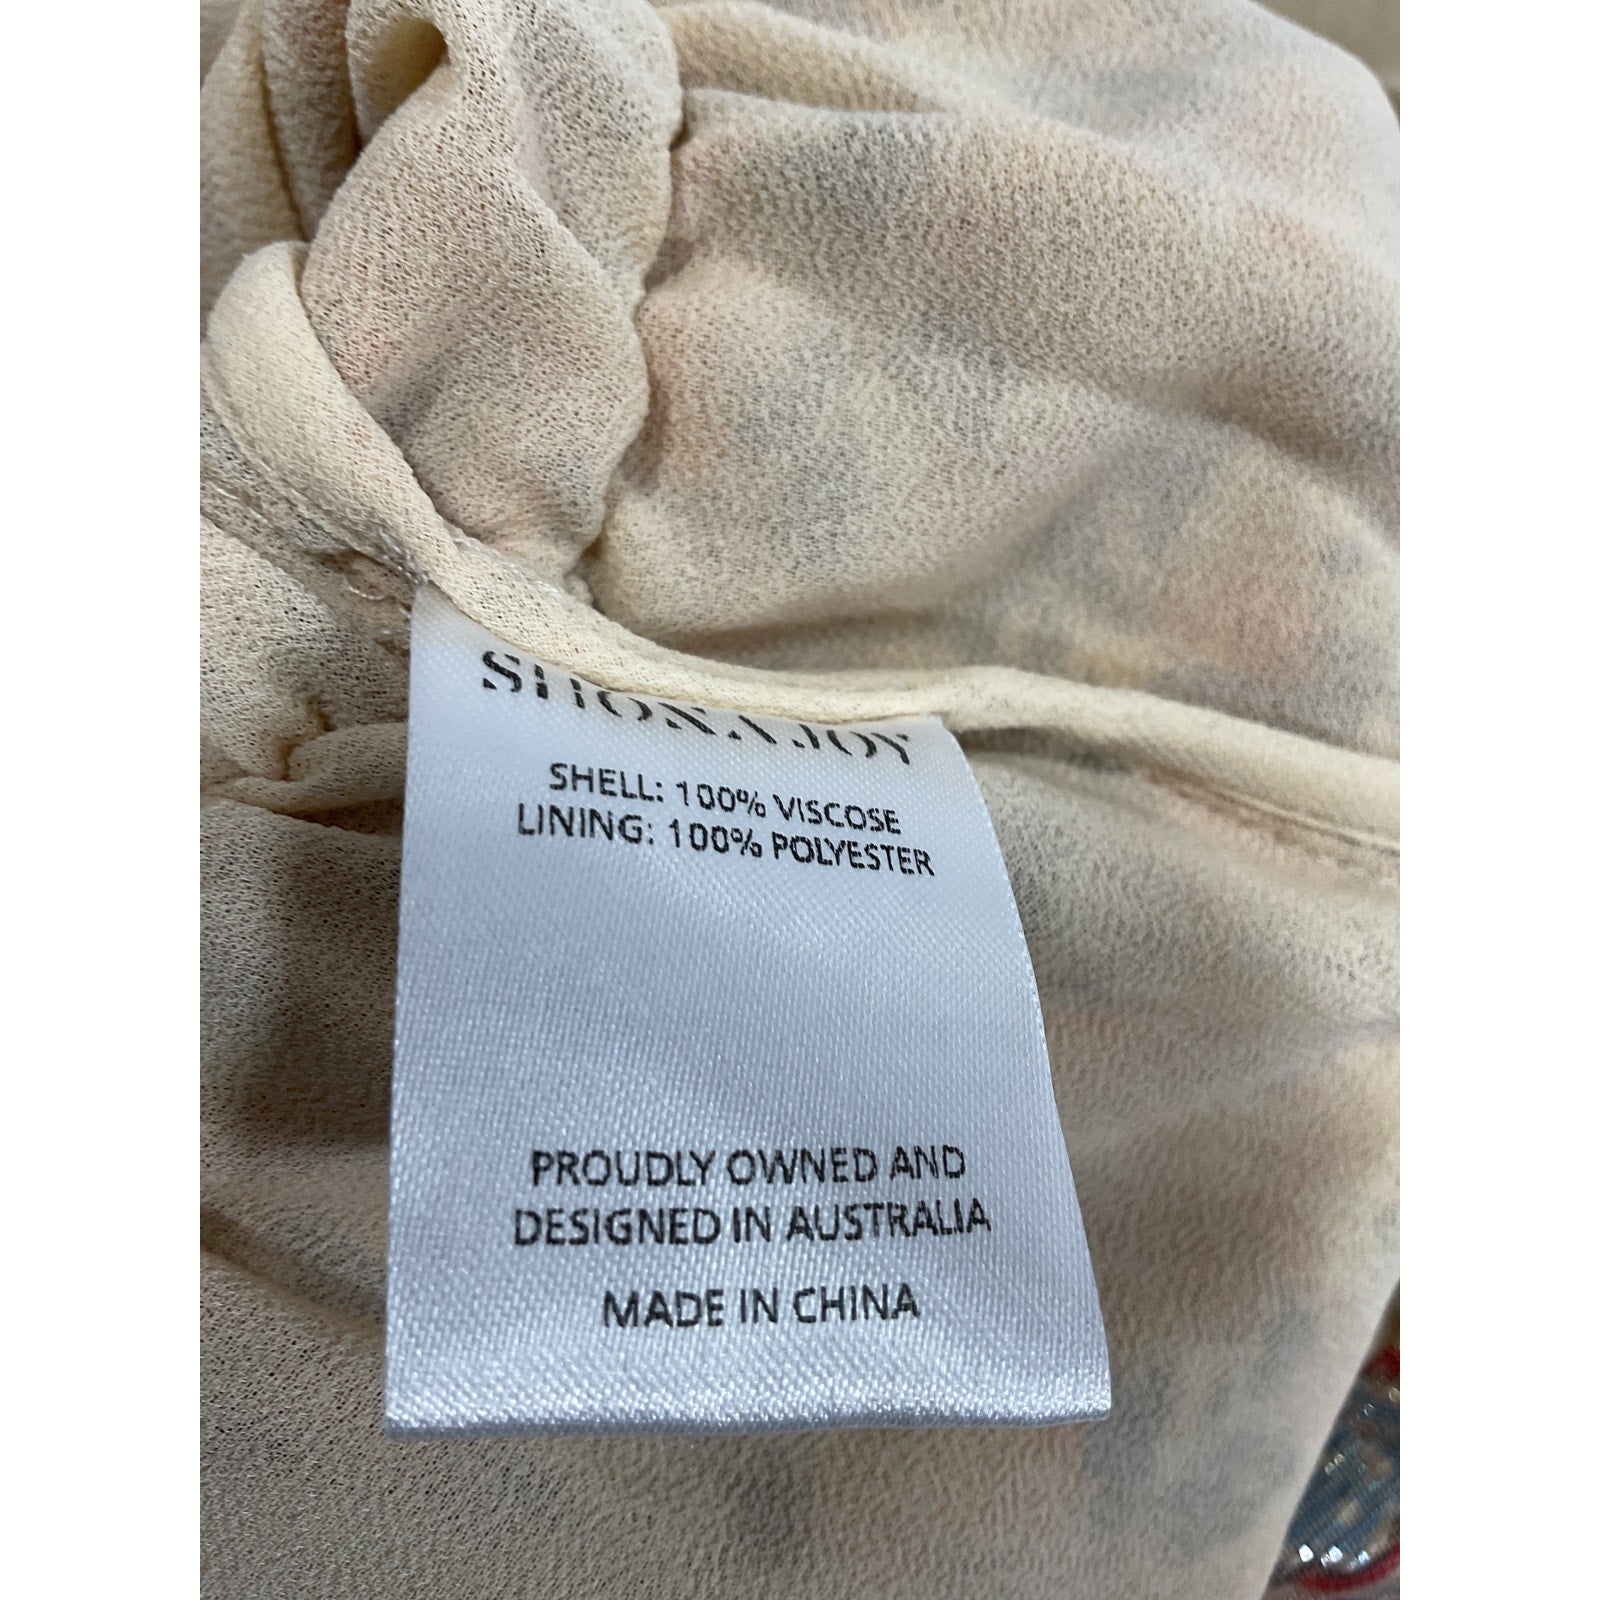 SHONA JOY
SHELL: 100% VISCOSE
LINING: 100% POLYESTER
PROUDLY OWNED AND
DESIGNED IN AUSTRALIA
MADE IN CHINA